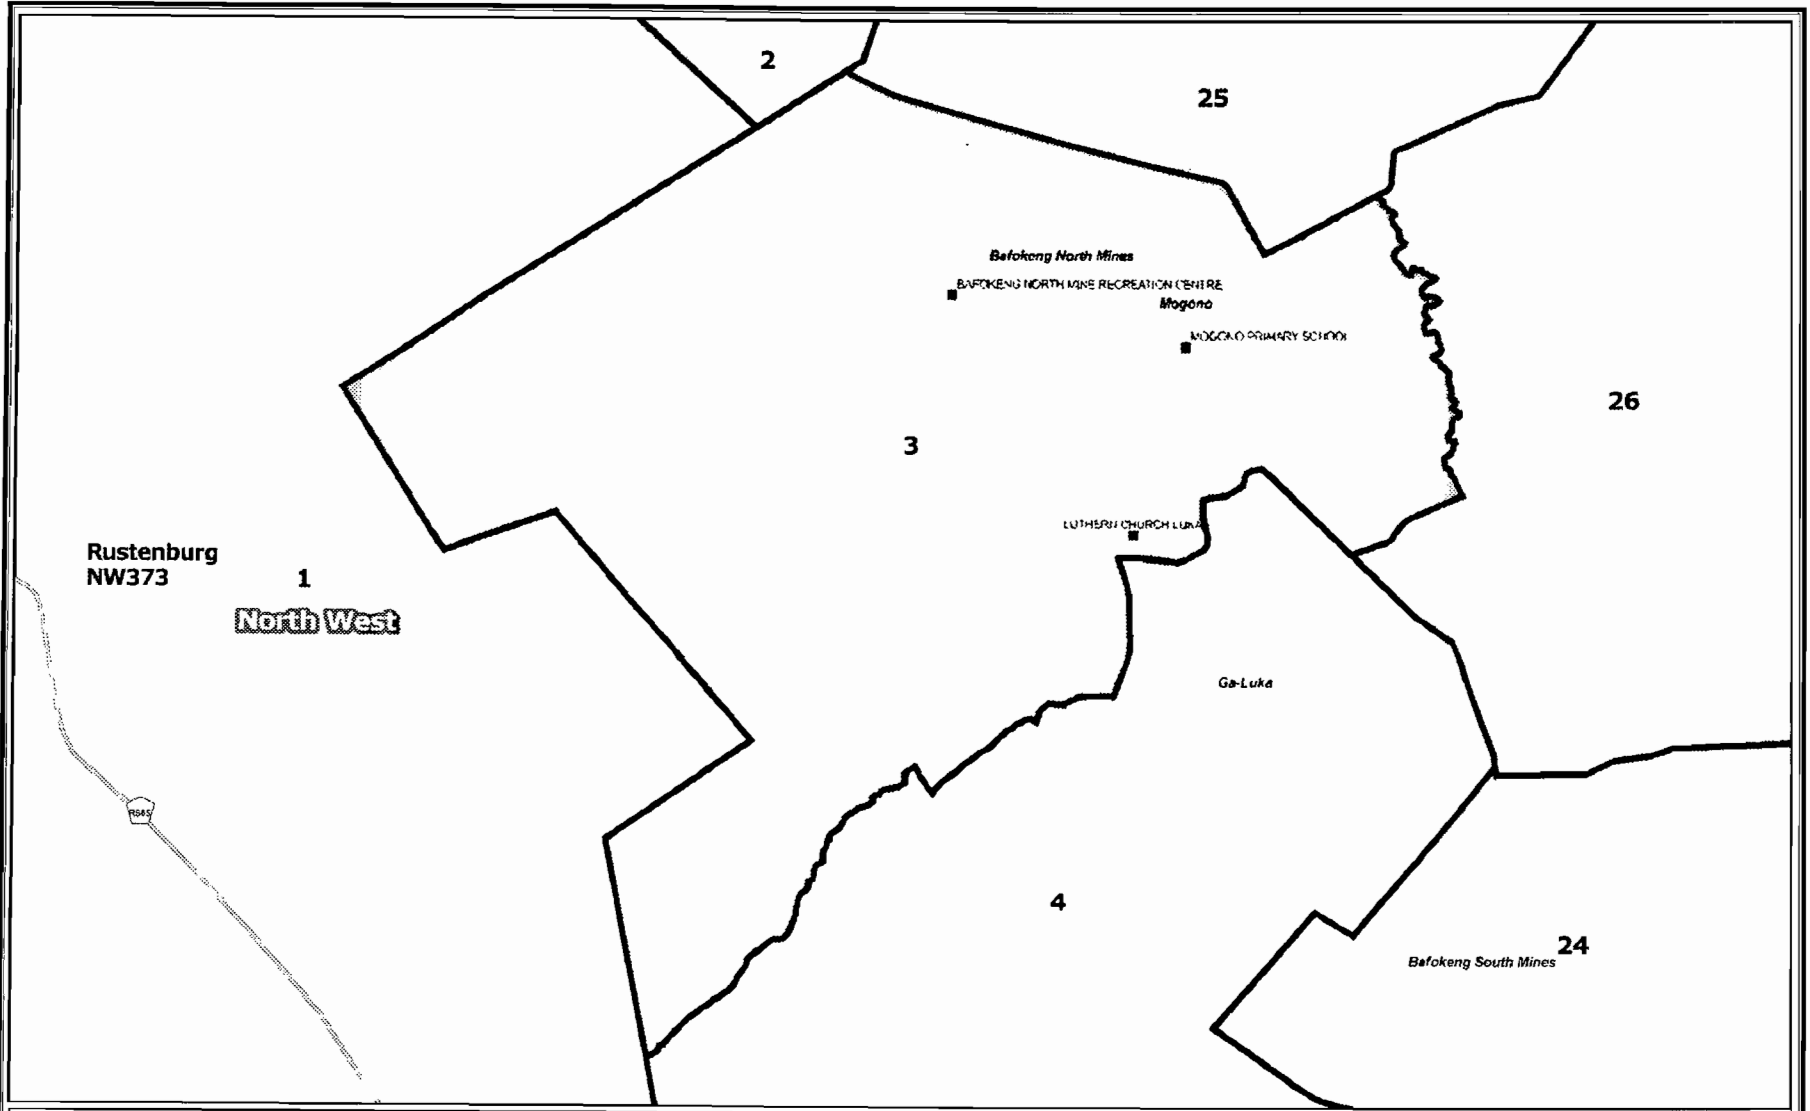 2
25
Bafokeng North Mines
BAFOKENG NORTH MINE RECREATION CENTRE
Mogono
MOGONO PRIMARY SCHOOL
26
3
LUTHERN CHURCH LUKA
Rustenburg
NW373
1
North West
Ga-Luka
R565
4
24
Bafokeng South Mines